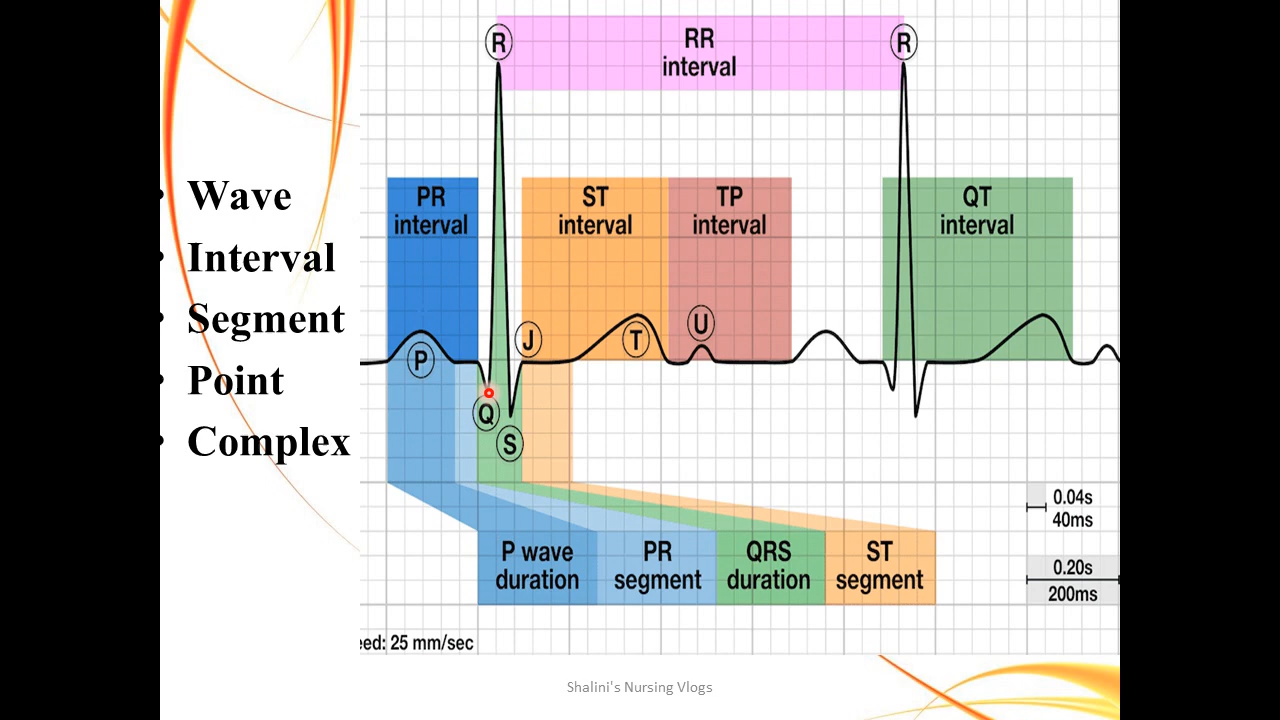 • Wave
• Interval
• Segment
• Point
• Complex
R
RR
interval
R
PR
interval
ST
interval
TP
interval
QT
interval
P
J
T
U
Q
S
0.04s
40ms
P wave
duration
PR
segment
QRS
duration
ST
segment
0.20s
200ms
eed: 25 mm/sec
Shalini's Nursing Vlogs